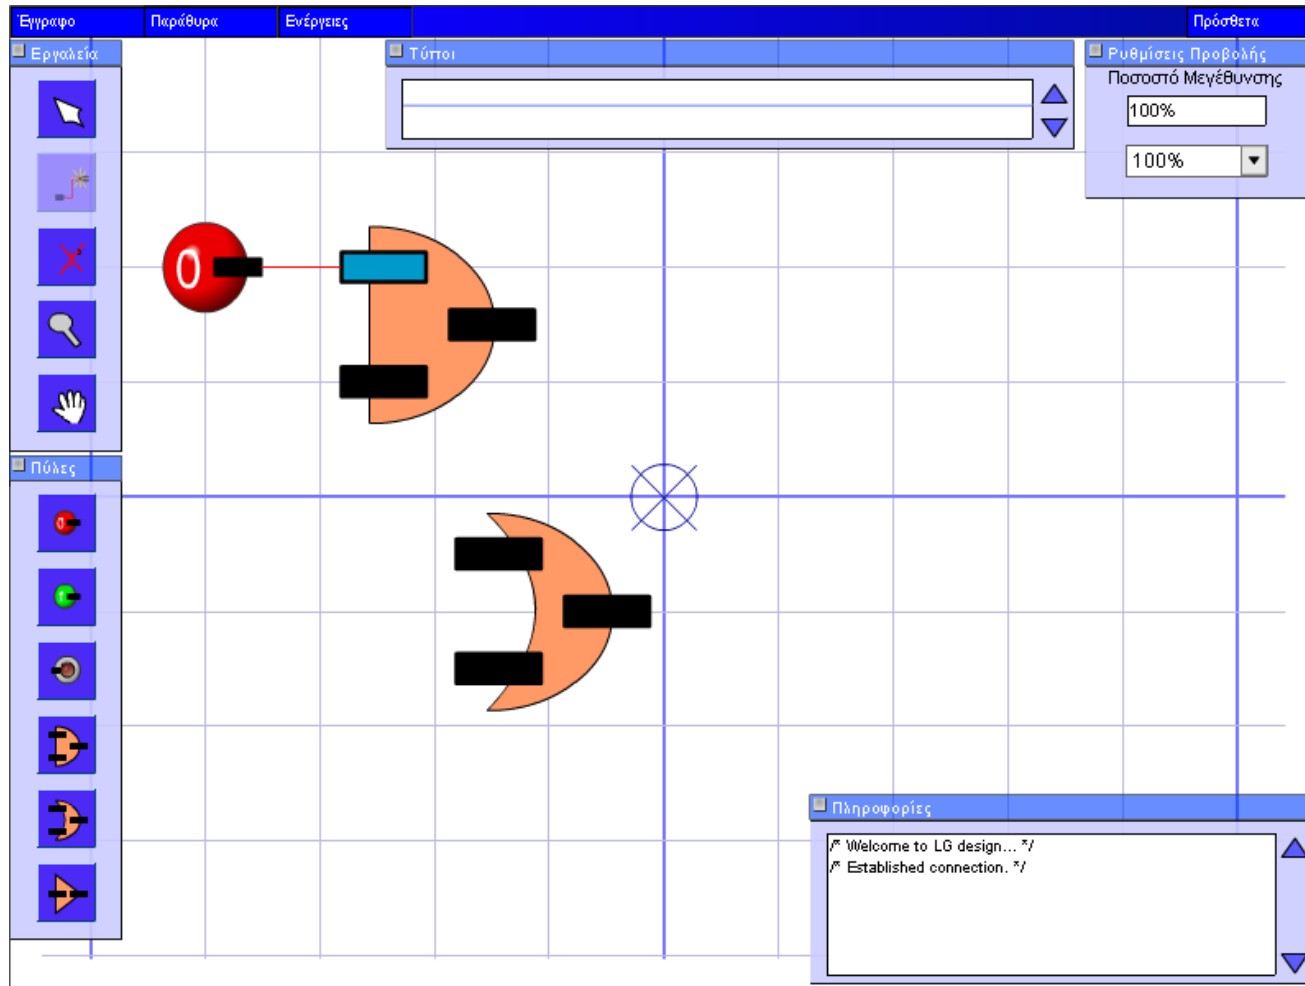 Έγγραφο
Παράθυρα
Ενέργειες
Πρόσθετα
Εργαλεία
Τύποι
Ρυθμίσεις Προβολής
Ποσοστό Μεγέθυνσης
100%
100%
0
Πύλες
Πληροφορίες
/* Welcome to LG design... */
/* Established connection. */